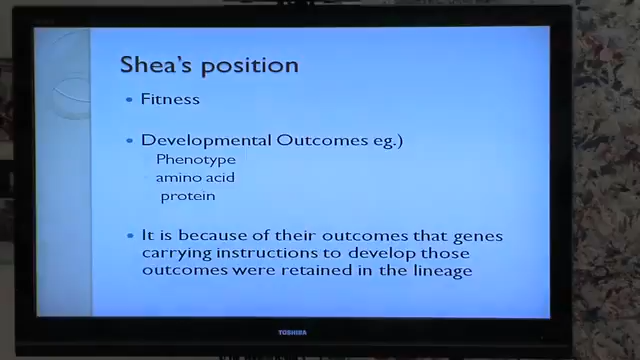 Shea's position
• Fitness
• Developmental Outcomes eg.)
Phenotype
amino acid
protein
• It is because of their outcomes that genes
carrying instructions to develop those
outcomes were retained in the lineage
TOSHIBA